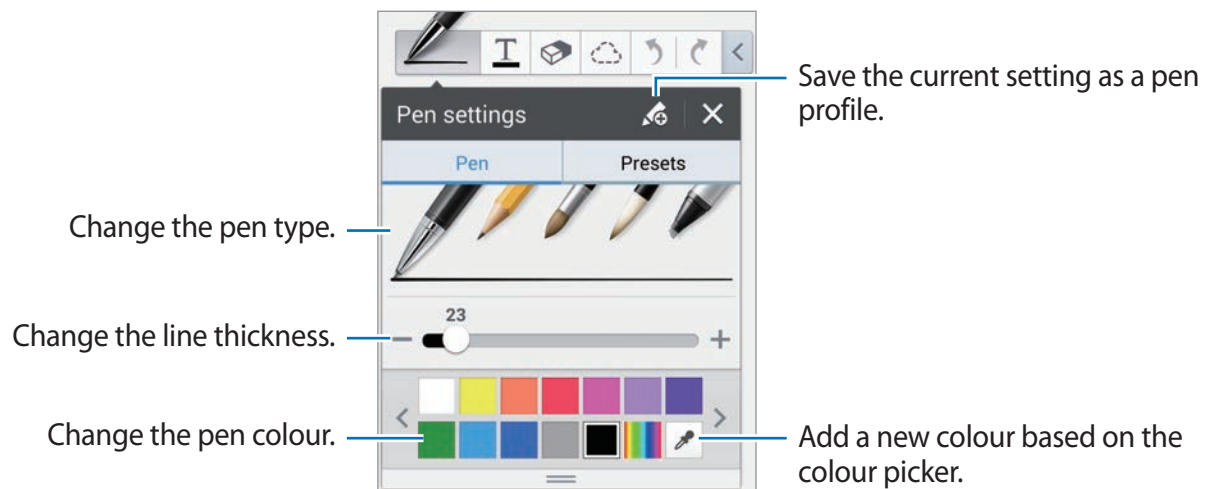 Save the current setting as a pen
profile.
T
Pen settings
Pen Presets
Change the pen type.
23
Change the line thickness.
Change the pen colour.
Add a new colour based on the
colour picker.